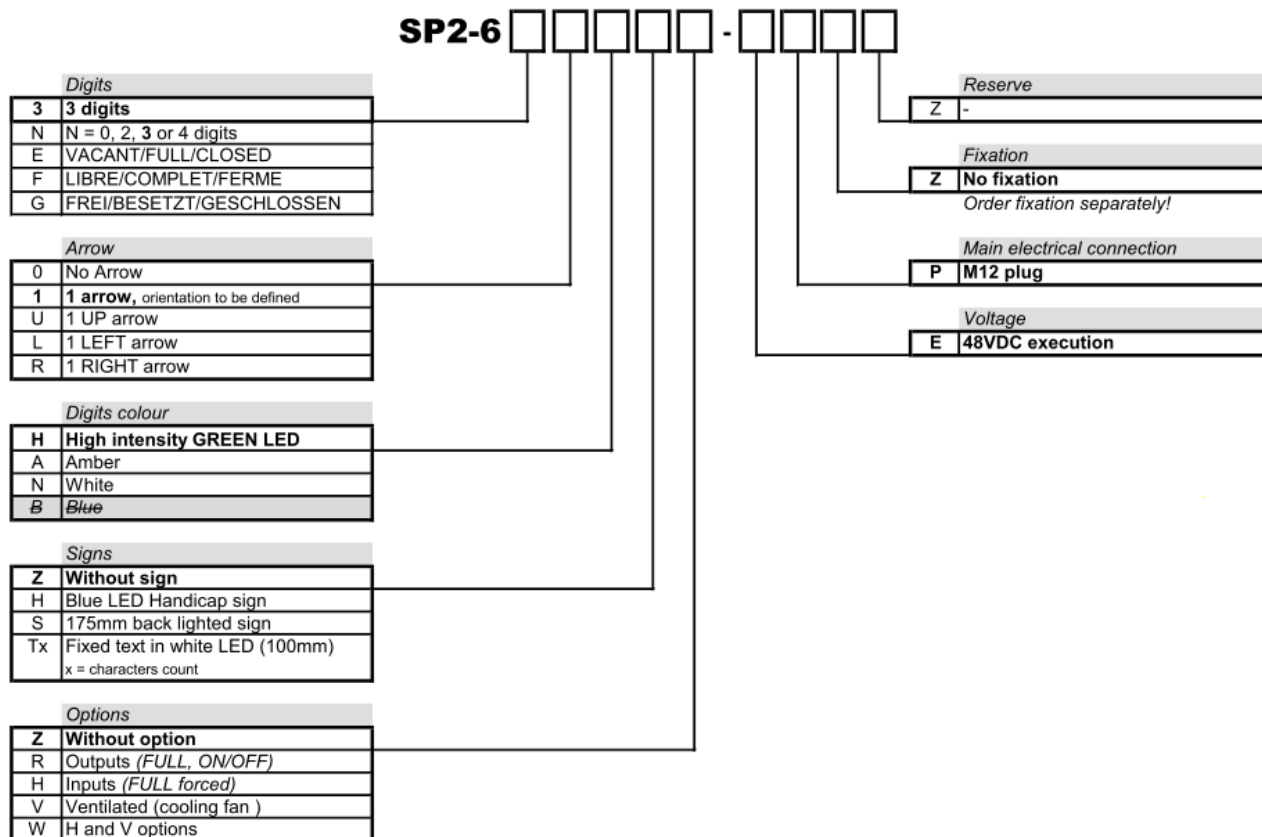 SP2-6 -
Digits
3 3 digits
N N = 0, 2, 3 or 4 digits
E VACANT/FULL/CLOSED
F LIBRE/COMPLET/FERME
G FREI/BESETZT/GESCHLOSSEN
Arrow
0 No Arrow
1 1 arrow, orientation to be defined
U 1 UP arrow
L 1 LEFT arrow
R 1 RIGHT arrow
Digits colour
H High intensity GREEN LED
A Amber
N White
B Blue
Signs
Z Without sign
H Blue LED Handicap sign
S 175mm back lighted sign
Tx Fixed text in white LED (100mm)
x = characters count
Options
Z Without option
R Outputs (FULL, ON/OFF)
H Inputs (FULL forced)
V Ventilated (cooling fan )
W H and V options
Reserve
Z -
Fixation
Z No fixation
Order fixation separately!
Main electrical connection
P M12 plug
Voltage
E 48VDC execution